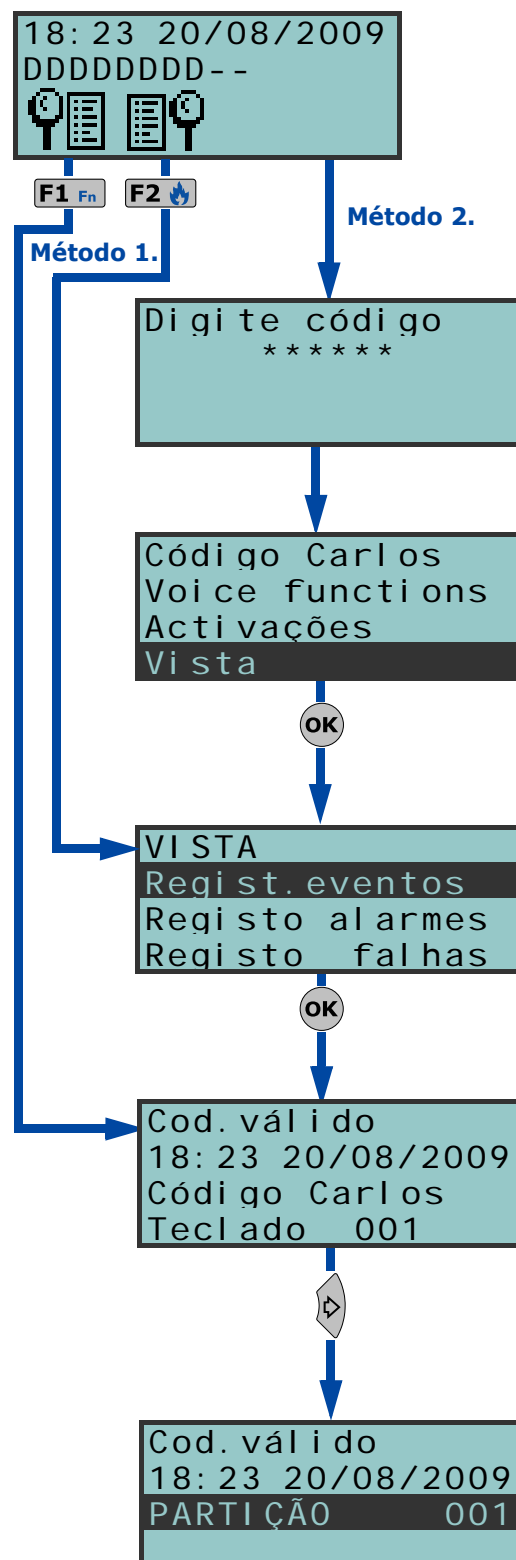 18:23 20/08/2009
DDDDDDDD--
F1 Fn F2
Método 1.
Método 2.
Digite código
******
Código Carlos
Voice functions
Activações
Vista
OK
VISTA
Regist.eventos
Registo alarmes
Registo falhas
OK
Cod.válido
18:23 20/08/2009
Código Carlos
Teclado 001
Cod.válido
18:23 20/08/2009
PARTIÇÃO 001